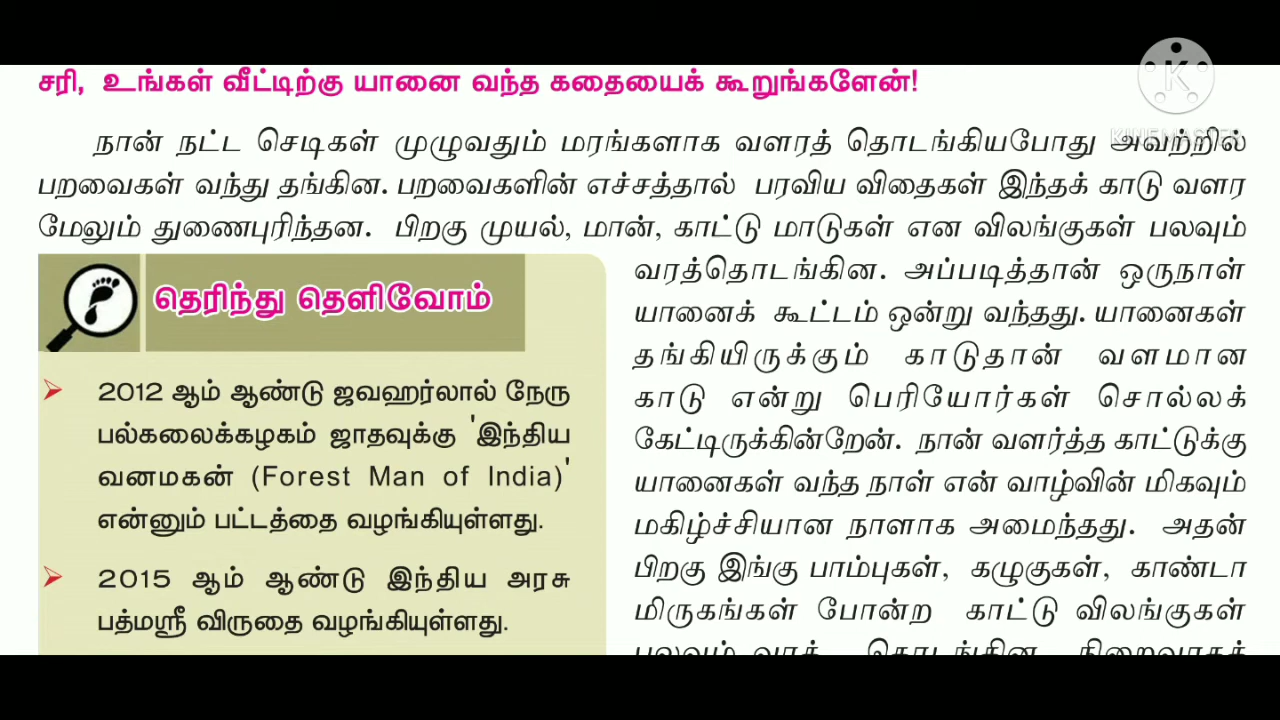 சரி, உங்கள் வீட்டிற்கு யானை வந்த கதையைக் கூறுங்களேன்!
K
KINEMASTER
நான் நட்ட செடிகள் முழுவதும் மரங்களாக வளரத் தொடங்கியபோது அவற்றில்
பறவைகள் வந்து தங்கின. பறவைகளின் எச்சத்தால் பரவிய விதைகள் இந்தக் காடு வளர
மேலும் துணைபுரிந்தன. பிறகு முயல், மான், காட்டு மாடுகள் என விலங்குகள் பலவும்
வரத்தொடங்கின. அப்படித்தான் ஒருநாள்
யானைக் கூட்டம் ஒன்று வந்தது. யானைகள்
தங்கியிருக்கும் காடுதான் வளமான
காடு என்று பெரியோர்கள் சொல்லக்
கேட்டிருக்கின்றேன். நான் வளர்த்த காட்டுக்கு
யானைகள் வந்த நாள் என் வாழ்வின் மிகவும்
மகிழ்ச்சியான நாளாக அமைந்தது. அதன்
பிறகு இங்கு பாம்புகள், கழுகுகள், காண்டா
மிருகங்கள் போன்ற காட்டு விலங்குகள்
பலவும் வரத் தொடங்கின நிறைவாகக்
தெரிந்து தெளிவோம்
2012 ஆம் ஆண்டு ஜவஹர்லால் நேரு
பல்கலைக்கழகம் ஜாதவுக்கு 'இந்திய
வனமகன் (Forest Man of India)'
என்னும் பட்டத்தை வழங்கியுள்ளது.
2015 ஆம் ஆண்டு இந்திய அரசு
பத்மஸ்ரீ விருதை வழங்கியுள்ளது.